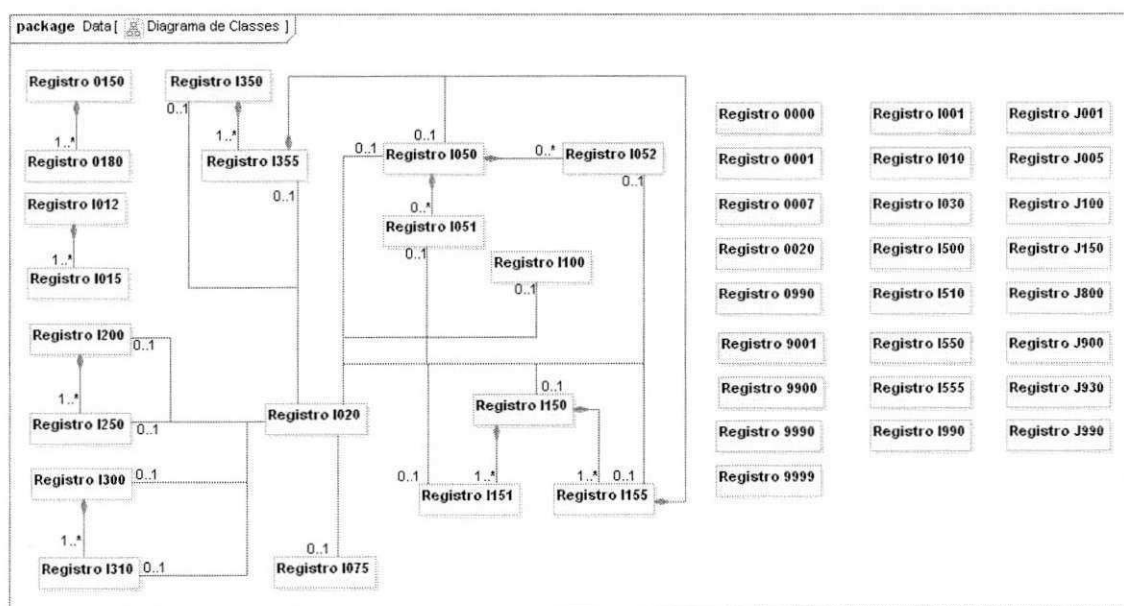 package Data [ Diagrama de Classes ]
Registro 0150
1..*
Registro 0180
Registro I012
1..*
Registro I015
Registro I350
0..1
1..*
Registro I355
0..1
0..1
0..1
Registro I050
0..*
Registro I052
0..1
0..*
Registro I051
0..1
Registro I100
0..1
Registro I200
0..1
1..*
Registro I250
0..1
Registro I020
Registro I300
0..1
1..*
Registro I310
0..1
0..1
Registro I075
0..1
Registro I150
0..1
1..*
1..*
0..1
Registro I151
Registro I155
Registro 0000
Registro 0001
Registro 0007
Registro 0020
Registro 0990
Registro 9001
Registro 9900
Registro 9990
Registro 9999
Registro I001
Registro I010
Registro I030
Registro I500
Registro I510
Registro I550
Registro I555
Registro I990
Registro J001
Registro J005
Registro J100
Registro J150
Registro J800
Registro J900
Registro J930
Registro J990